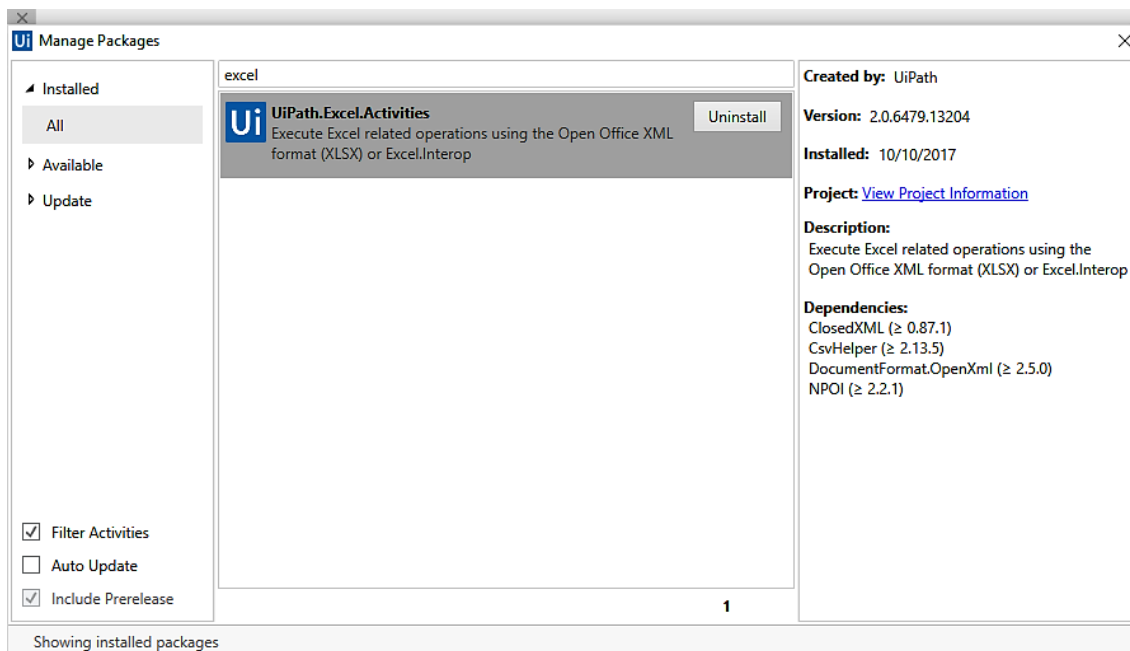 Ui Manage Packages
Installed
All
Available
Update
Filter Activities
Auto Update
Include Prerelease
excel
Ui
UiPath.Excel.Activities
Uninstall
Execute Excel related operations using the Open Office XML
format (XLSX) or Excel.Interop
1
Created by: UiPath
Version: 2.0.6479.13204
Installed: 10/10/2017
Project: View Project Information
Description:
Execute Excel related operations using the
Open Office XML format (XLSX) or Excel.Interop
Dependencies:
ClosedXML (≥ 0.87.1)
CsvHelper (≥ 2.13.5)
DocumentFormat.OpenXml (≥ 2.5.0)
NPOI (≥ 2.2.1)
Showing installed packages